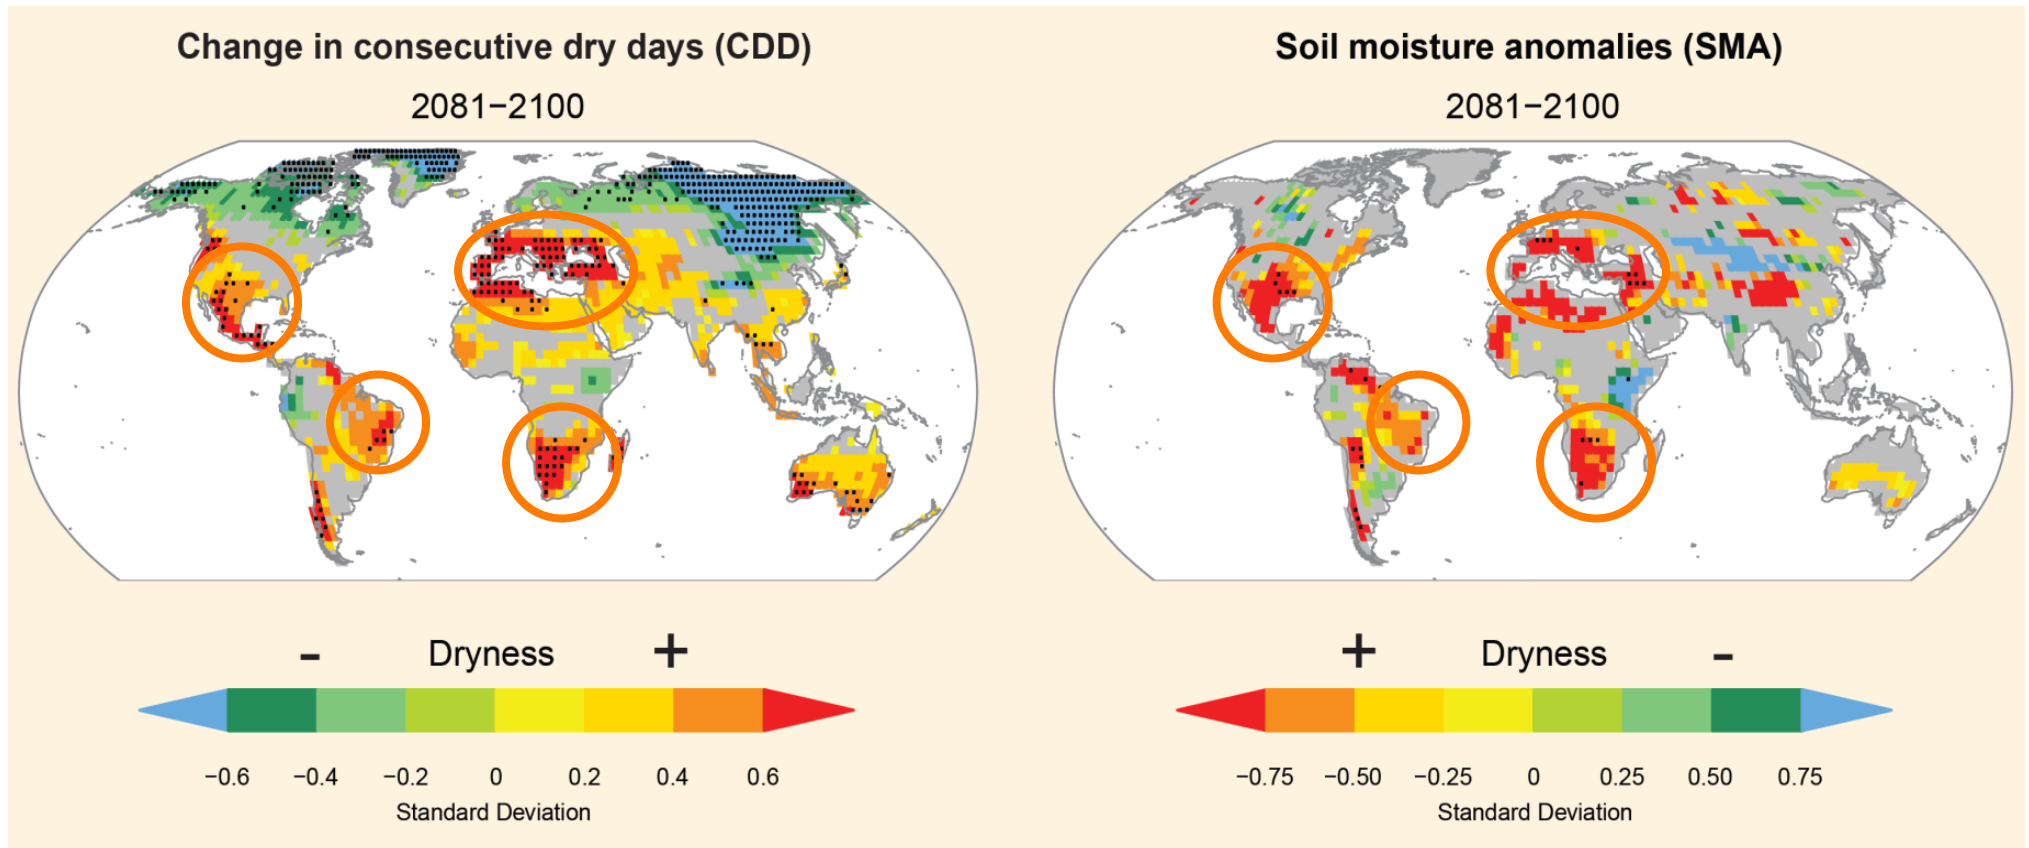 Change in consecutive dry days (CDD)
2081−2100
- Dryness +
−0.6 −0.4 −0.2 0 0.2 0.4 0.6
Standard Deviation
Soil moisture anomalies (SMA)
2081−2100
+ Dryness -
−0.75 −0.50 −0.25 0 0.25 0.50 0.75
Standard Deviation